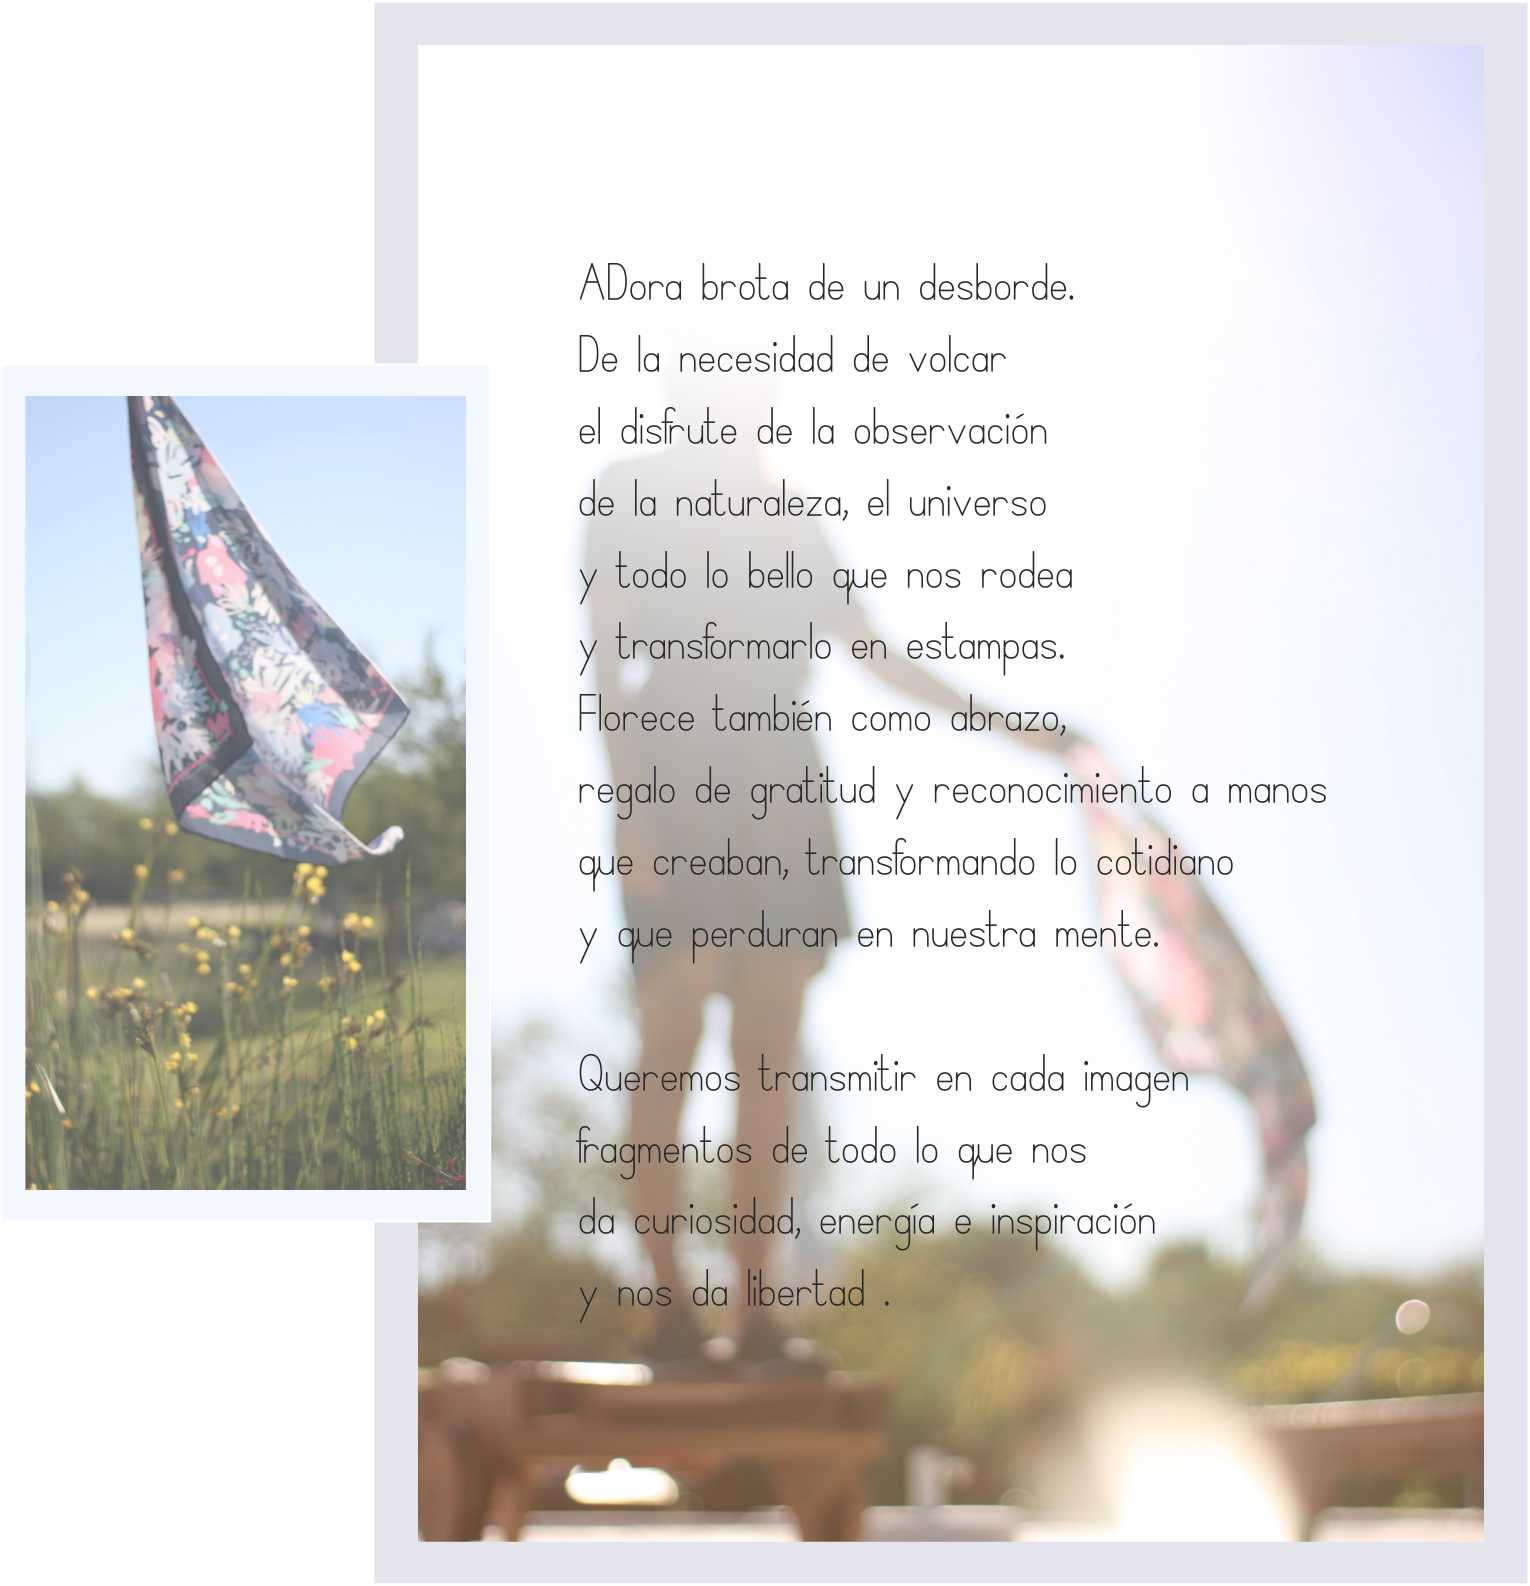 ADora brota de un desborde.
De la necesidad de volcar
el disfrute de la observación
de la naturaleza, el universo
y todo lo bello que nos rodea
y transformarlo en estampas.
Florece también como abrazo,
regalo de gratitud y reconocimiento a manos
que creaban, transformando lo cotidiano
y que perduran en nuestra mente.
Queremos transmitir en cada imagen
fragmentos de todo lo que nos
da curiosidad, energía e inspiración
y nos da libertad .